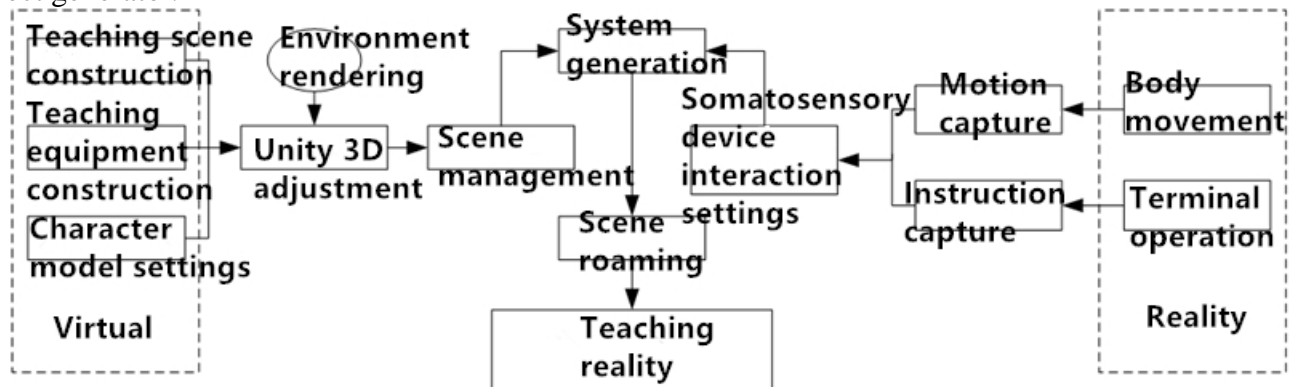 Teaching scene
construction
Teaching
equipment
construction
Character
model settings
Virtual
Environment
rendering
Unity 3D
adjustment
Scene
management
System
generation
Scene
roaming
Teaching
reality
Somatosensory
device
interaction
settings
Motion
capture
Instruction
capture
Body
movement
Terminal
operation
Reality